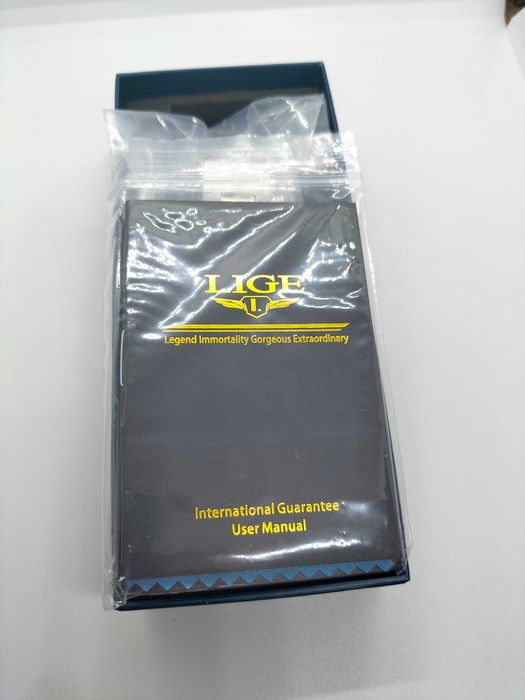 LIGE
L
Legend Immortality Gorgeous Extraordinary
International Guarantee
User Manual